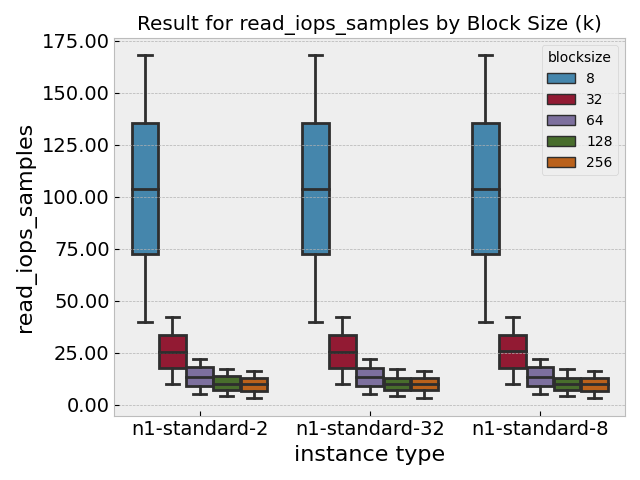 Result for read_iops_samples by Block Size (k)
175.00
150.00
125.00
100.00
75.00
50.00
25.00
0.00
read_iops_samples
blocksize
8
32
64
128
256
n1-standard-2
n1-standard-32
n1-standard-8
instance type